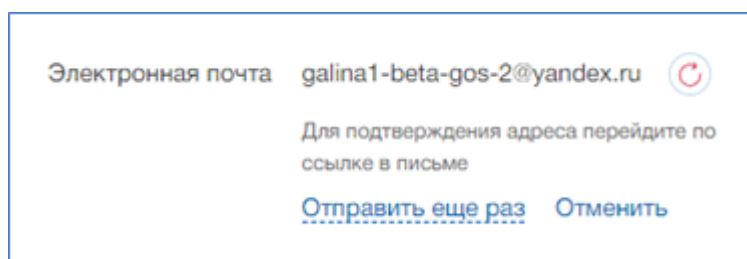 Электронная почта galina1-beta-gos-2@yandex.ru
Для подтверждения адреса перейдите по
ссылке в письме
Отправить еще раз Отменить